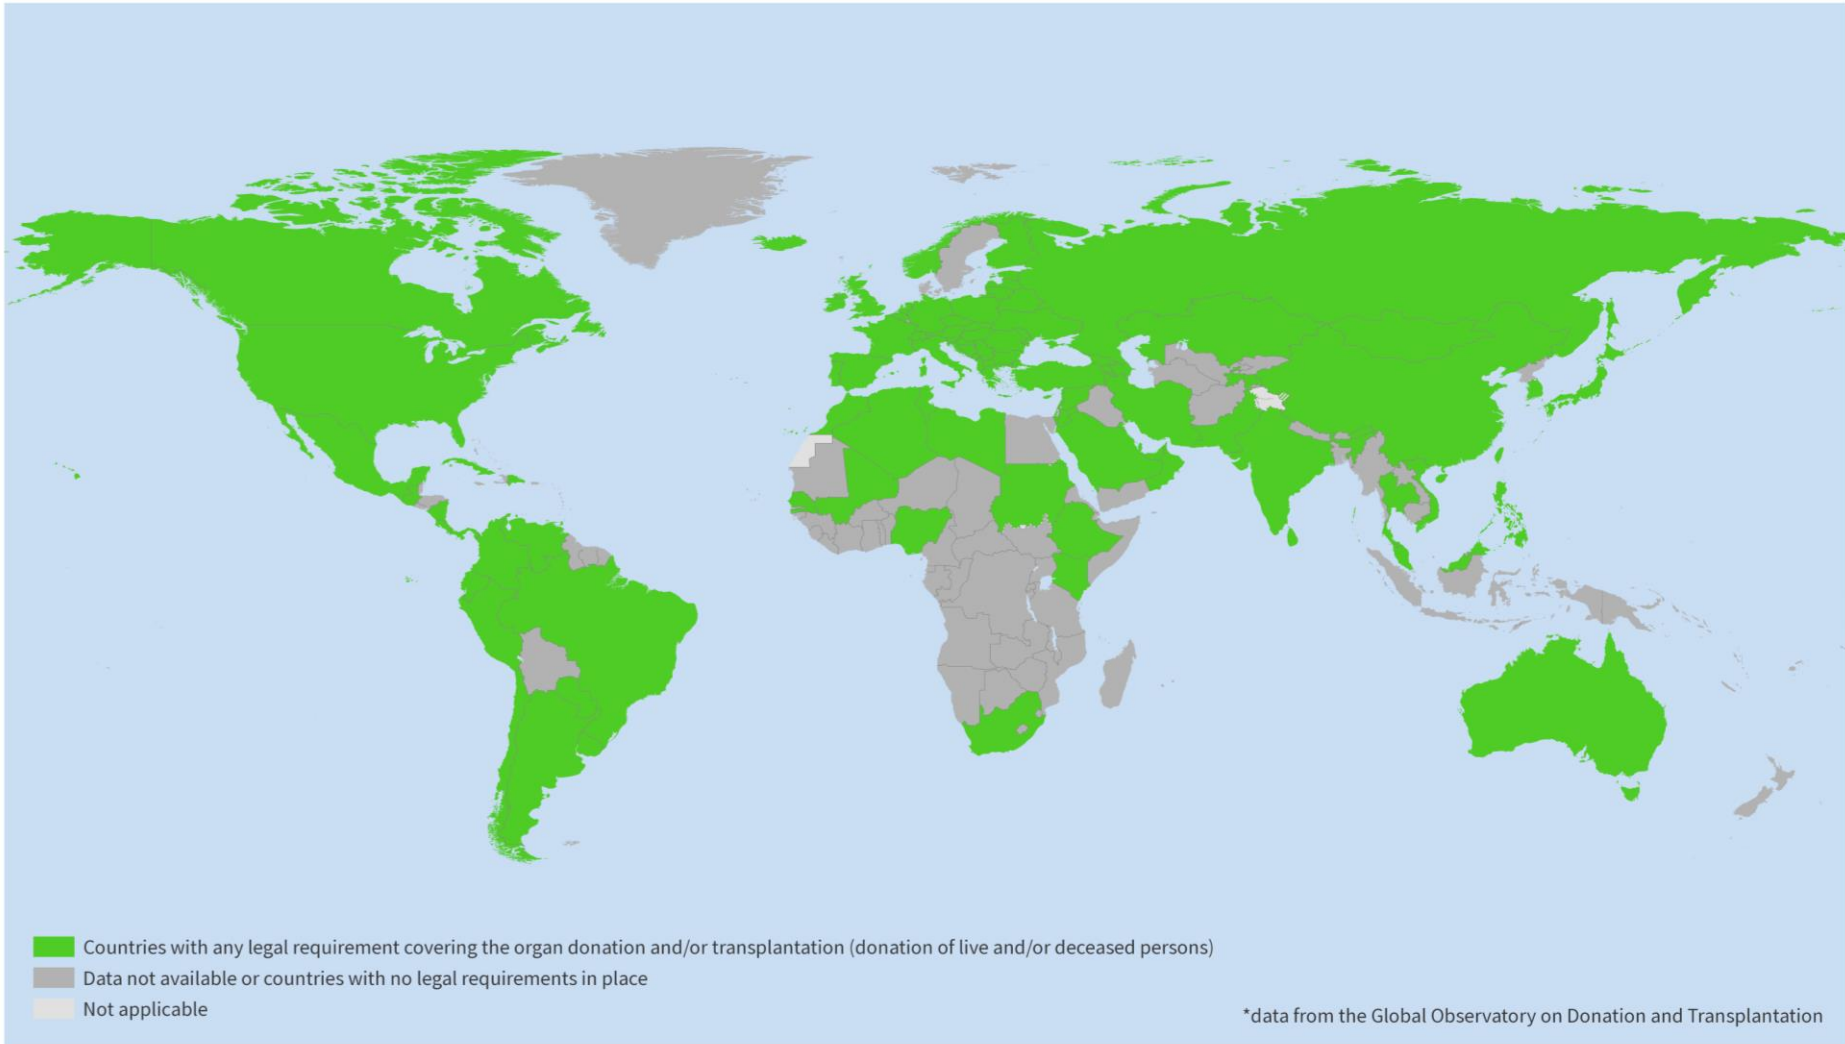 Countries with any legal requirement covering the organ donation and/or transplantation (donation of live and/or deceased persons)
Data not available or countries with no legal requirements in place
Not applicable
*data from the Global Observatory on Donation and Transplantation